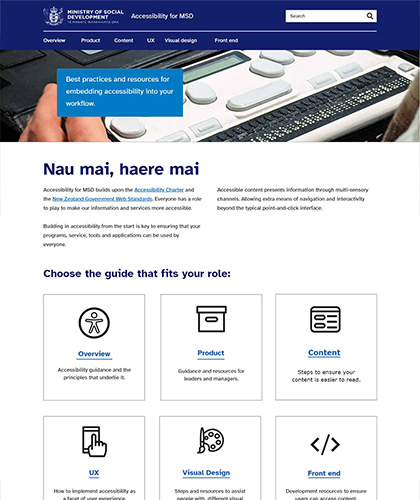 MINISTRY OF SOCIAL
DEVELOPMENT
TE MANATŪ WHAKAHIATO ORA
Accessibility for MSD
Search
Overview Product Content UX Visual design Front end
Best practices and resources for
embedding accessibility into your
workflow.
Nau mai, haere mai
Accessibility for MSD builds upon the Accessibility Charter and
the New Zealand Government Web Standards. Everyone has a role
to play to make our information and services more accessible.
Building in accessibility from the start is key to ensuring that your
programs, service, tools and applications can be used by
everyone.
Accessible content presents information through multi-sensory
channels. Allowing extra means of navigation and interactivity
beyond the typical point-and-click interface.
Choose the guide that fits your role:
Overview
Accessibility guidance and the
principles that underlie it.
Product
Guidance and resources for
leaders and managers.
Content
Steps to ensure your
content is easier to read.
UX
How to implement accessibility as
a facet of user experience.
Visual Design
Steps and resources to assist
people with different visual
Front end
Development resources to ensure
users can access content.